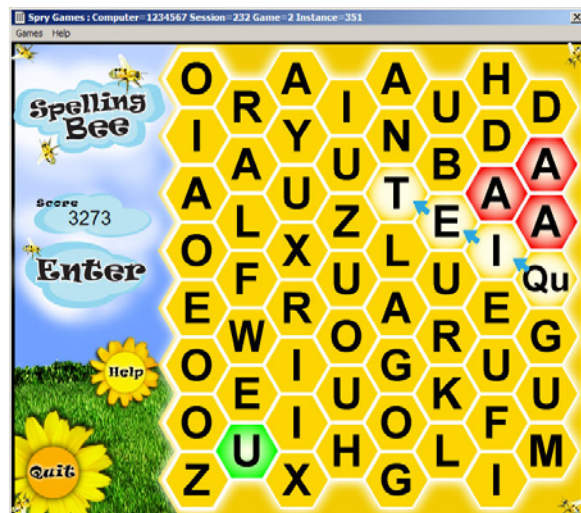 Spry Games : Computer=1234567 Session=232 Game=2 Instance=351
Games Help
Spelling
Bee
Score
3273
Enter
Help
Quit
O A A H
R I U D
I Y N D
A U B A
A U T A
L Z E A
O X L I
F U U Qu
E R A E
W O R G
O I G U
E U K U
O I O F
U H L M
Z X G I